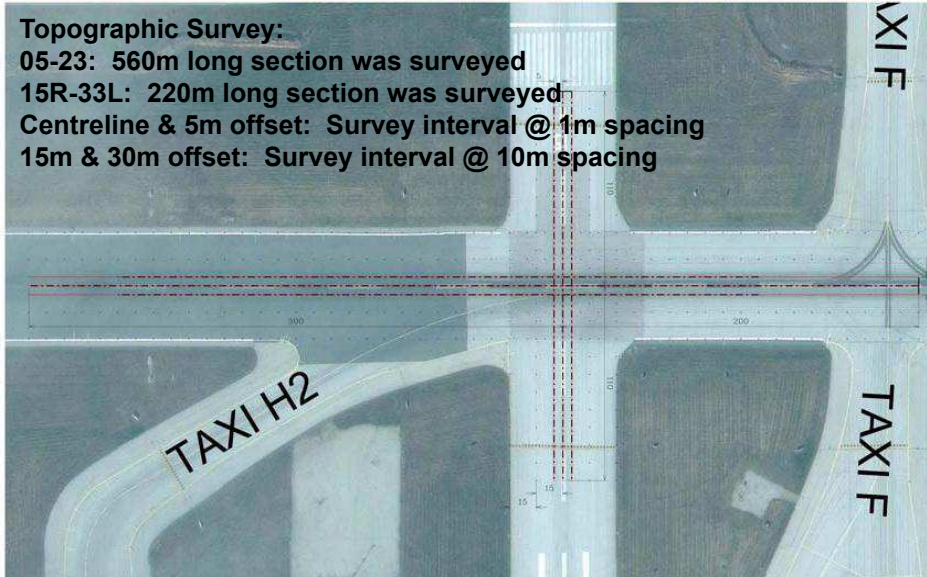 Topographic Survey:
05-23: 560m long section was surveyed
15R-33L: 220m long section was surveyed
Centreline & 5m offset: Survey interval @ 1m spacing
15m & 30m offset: Survey interval @ 10m spacing
TAXI F
5
110
300
200
110
TAXI H2
TAXI F
15
15